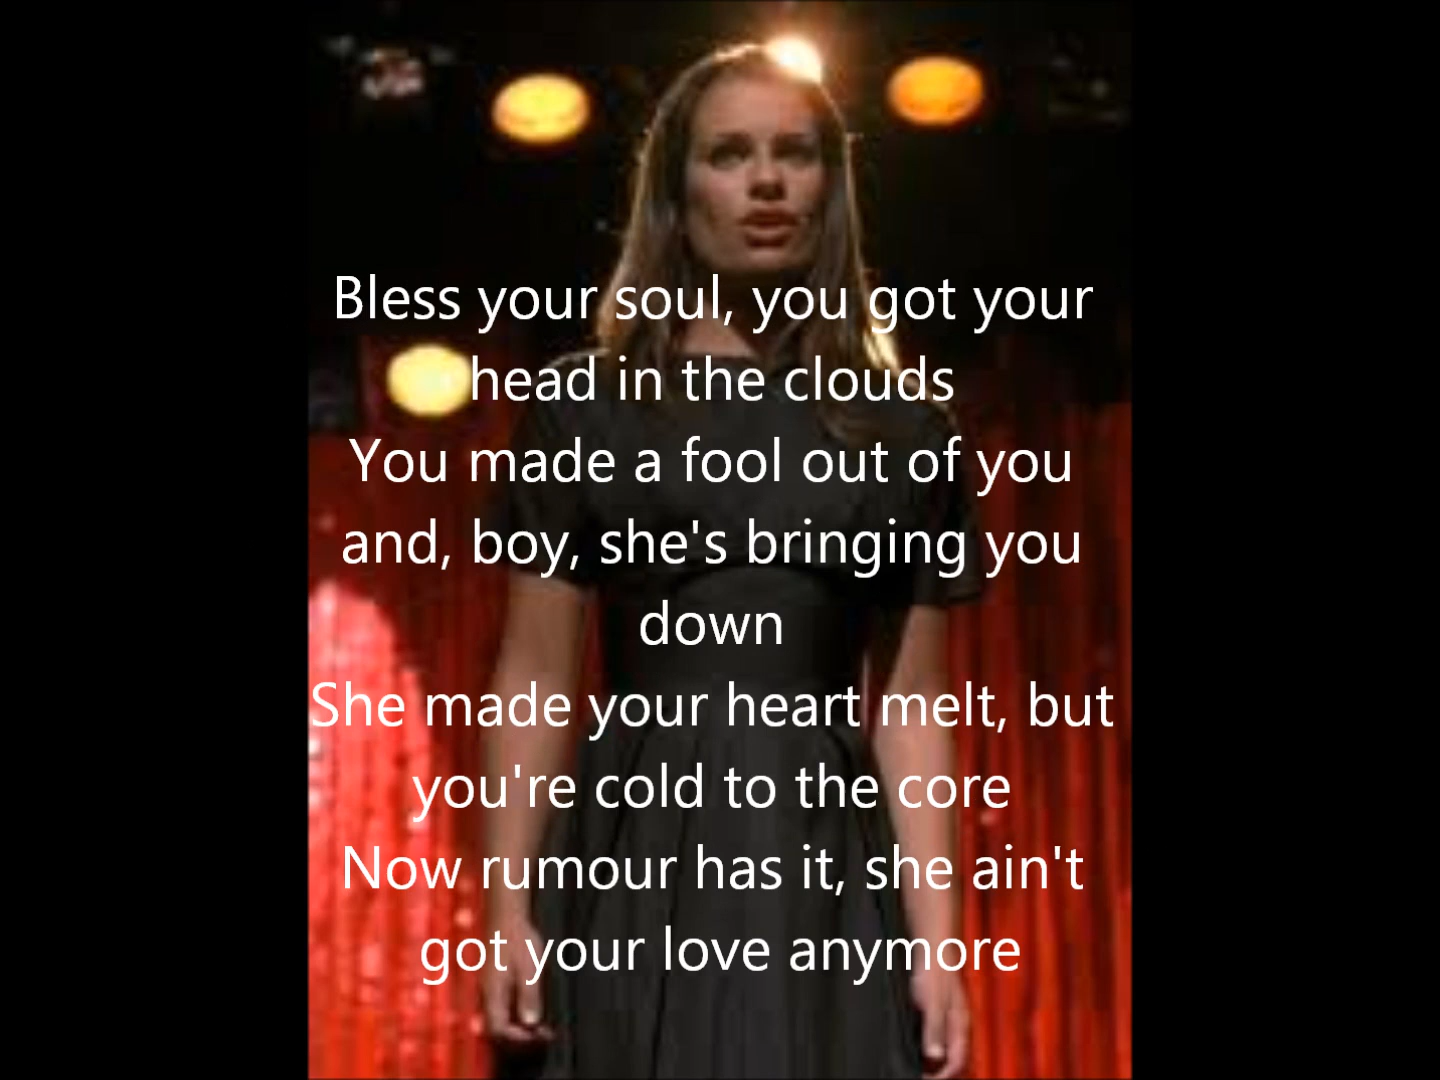 Bless your soul, you got your
head in the clouds
You made a fool out of you
and, boy, she's bringing you
down
She made your heart melt, but
you're cold to the core
Now rumour has it, she ain't
got your love anymore